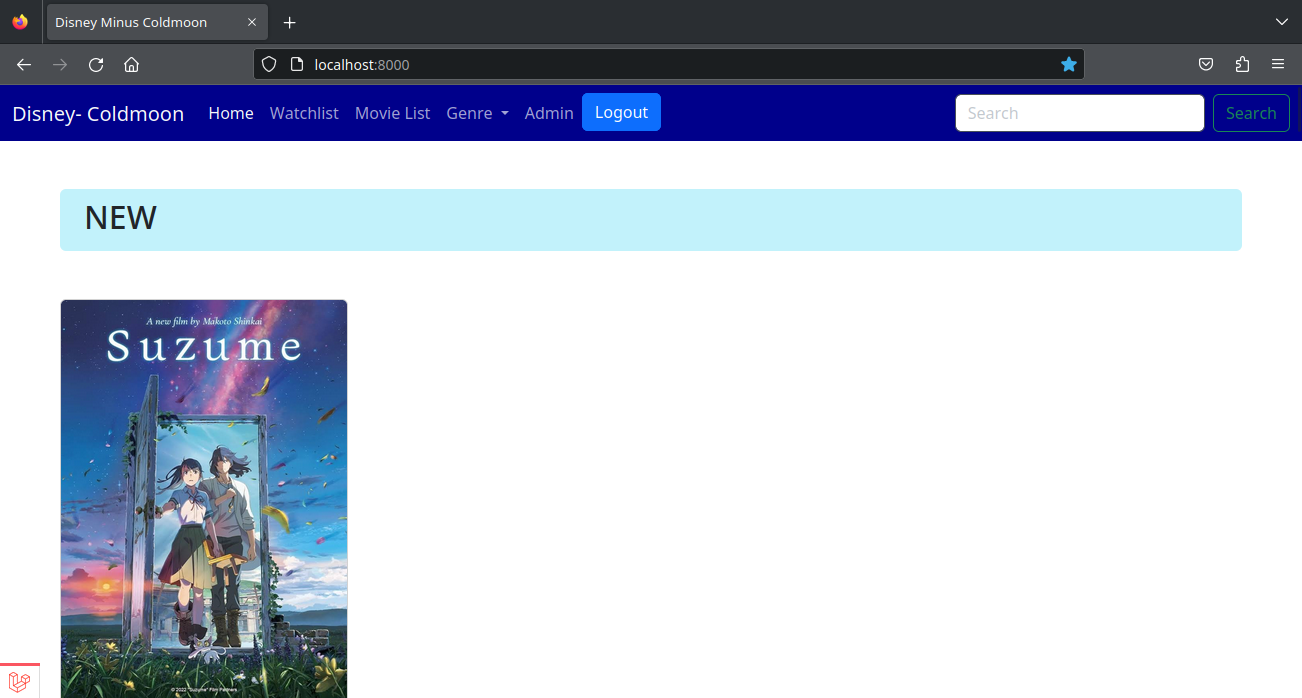 Disney Minus Coldmoon
localhost:8000
Disney- Coldmoon Home Watchlist Movie List Genre Admin Logout Search Search
NEW
A new film by Makoto Shinkai
Suzume
© 2022 "Suzume" Film Partners